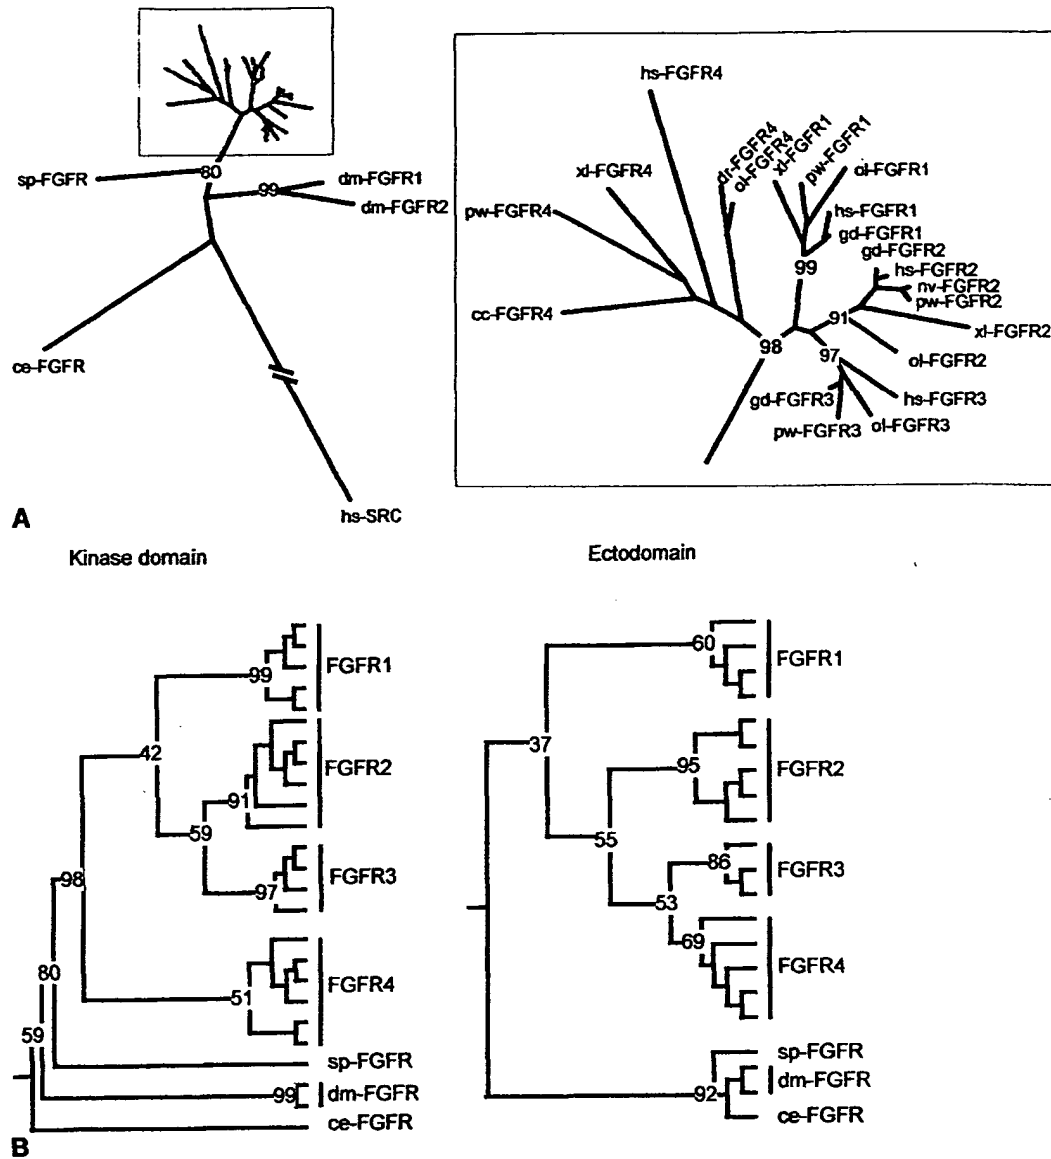 sp-FGFR
80
99
dm-FGFR1
dm-FGFR2
ce-FGFR
hs-SRC
A
hs-FGFR4
xl-FGFR4
pw-FGFR4
cc-FGFR4
dr-FGFR4
ol-FGFR4
xl-FGFR1
pw-FGFR1
ol-FGFR1
hs-FGFR1
gd-FGFR1
gd-FGFR2
hs-FGFR2
nv-FGFR2
pw-FGFR2
xl-FGFR2
ol-FGFR2
99
91
98
97
hs-FGFR3
gd-FGFR3
ol-FGFR3
pw-FGFR3
Kinase domain
99
FGFR1
42
FGFR2
91
59
98
97
FGFR3
80
51
FGFR4
59
sp-FGFR
99
dm-FGFR
ce-FGFR
B
Ectodomain
60
FGFR1
37
95
FGFR2
55
86
FGFR3
53
69
FGFR4
sp-FGFR
dm-FGFR
92
ce-FGFR